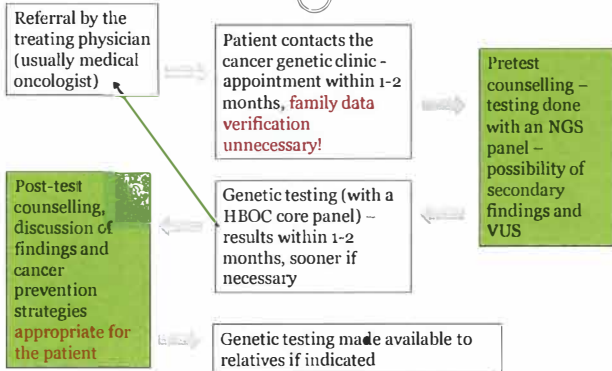 Referral by the
treating physician
(usually medical
oncologist)
Patient contacts the
cancer genetic clinic -
appointment within 1-2
months, family data
verification
unnecessary!
Pretest
counselling –
testing done
with an NGS
panel –
possibility of
secondary
findings and
VUS
Genetic testing (with a
HBOC core panel) –
results within 1-2
months, sooner if
necessary
Post-test
counselling,
discussion of
findings and
cancer
prevention
strategies
appropriate for
the patient
Genetic testing made available to
relatives if indicated